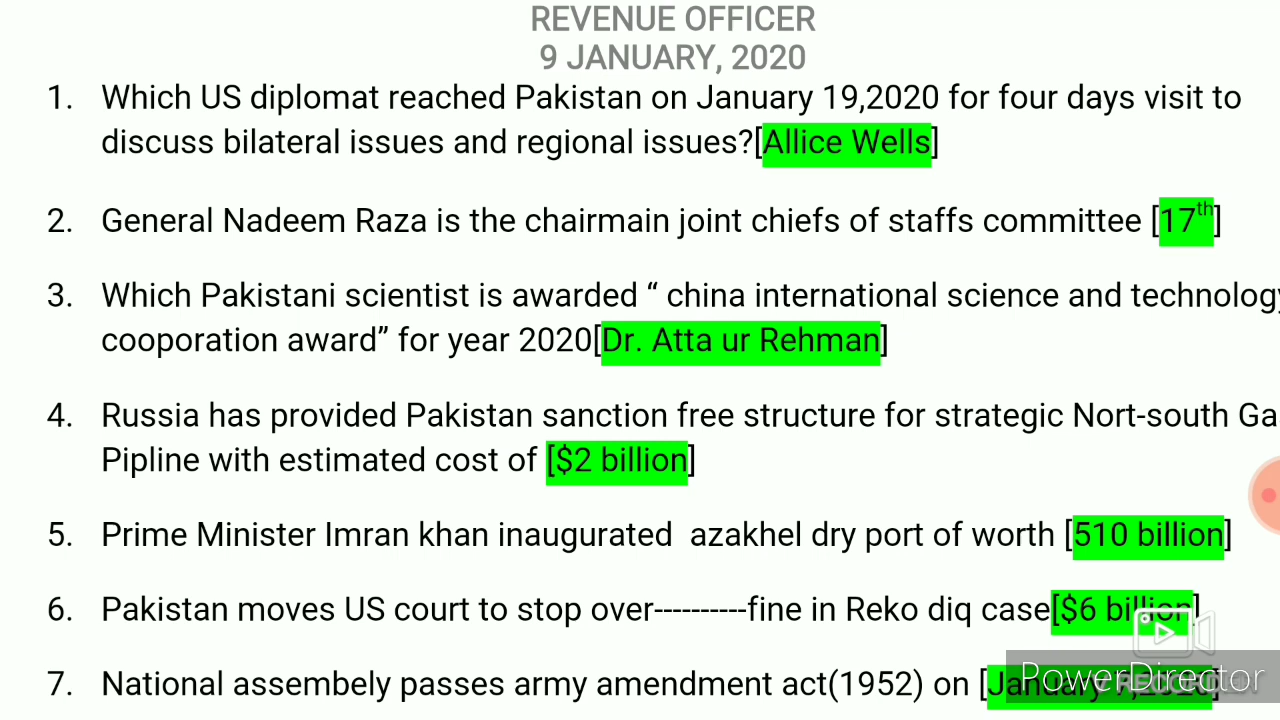 REVENUE OFFICER
9 JANUARY, 2020
1. Which US diplomat reached Pakistan on January 19,2020 for four days visit to
discuss bilateral issues and regional issues?[Allice Wells]
2. General Nadeem Raza is the chairmain joint chiefs of staffs committee [17th]
3. Which Pakistani scientist is awarded “ china international science and technology
cooporation award” for year 2020[Dr. Atta ur Rehman]
4. Russia has provided Pakistan sanction free structure for strategic Nort-south Ga
Pipline with estimated cost of [$2 billion]
5. Prime Minister Imran khan inaugurated azakhel dry port of worth [510 billion]
6. Pakistan moves US court to stop over----------fine in Reko diq case[$6 billion]
7. National assembely passes army amendment act(1952) on [January 7,2020]
PowerDirector